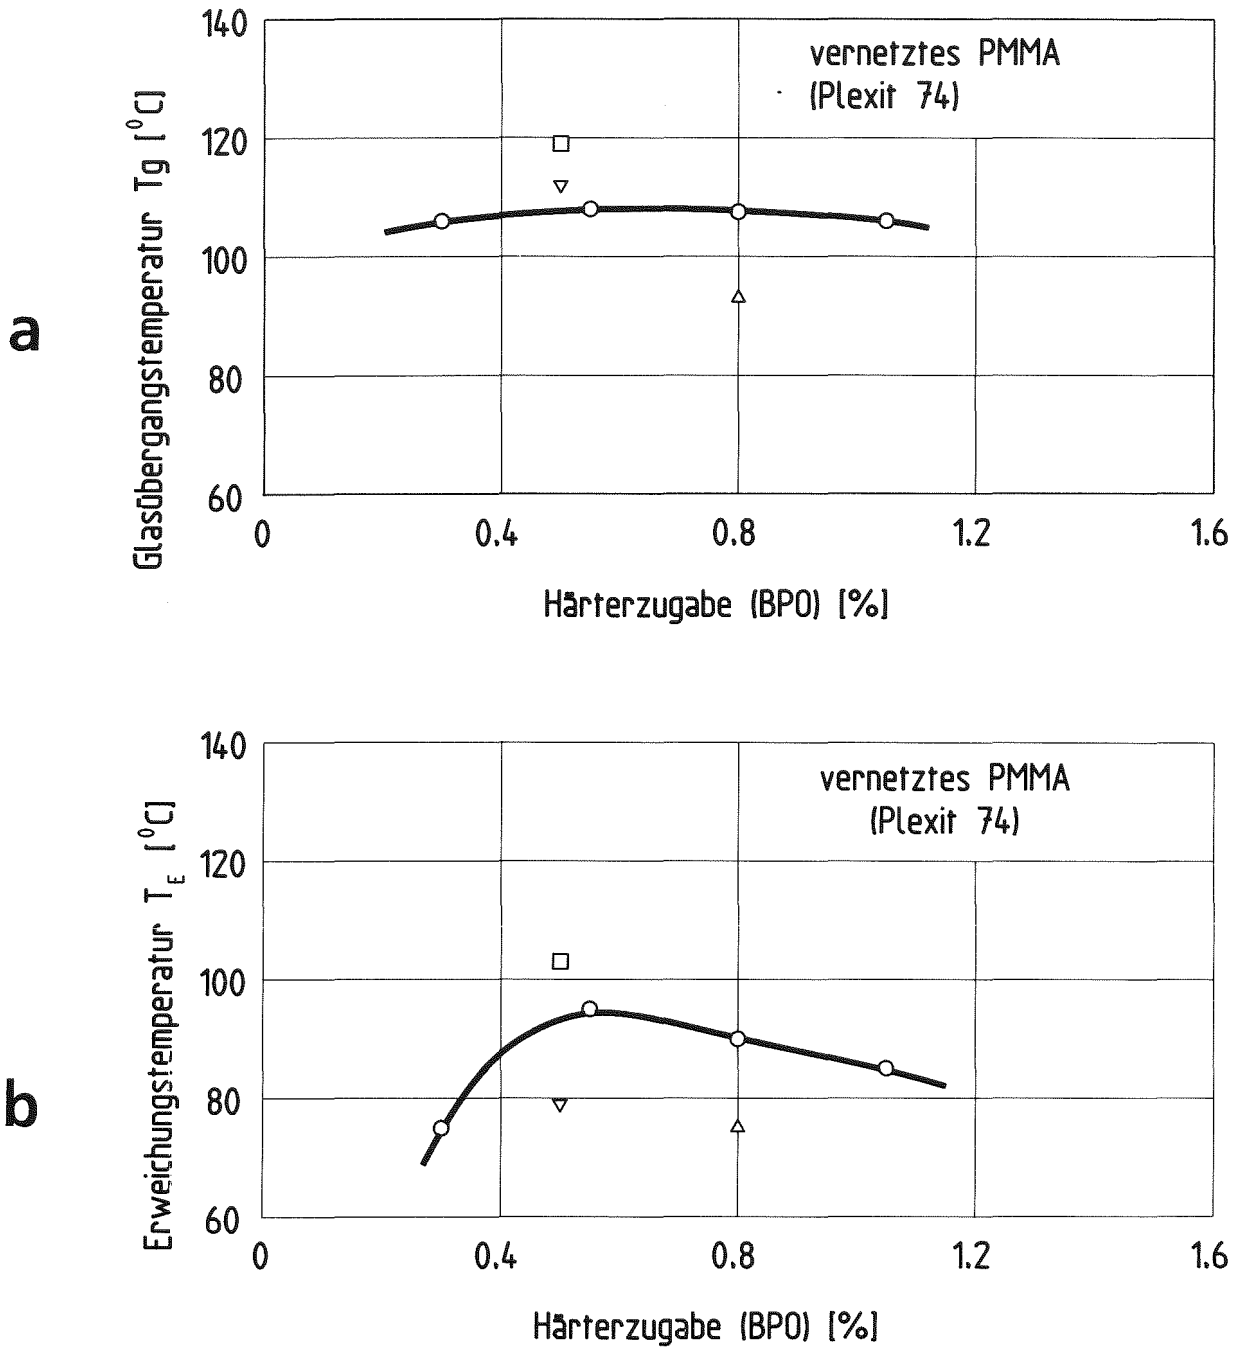 a
Glasübergangstemperatur Tg [⁰C]
140
120
100
80
60
vernetztes PMMA
(Plexit 74)
0 0.4 0.8 1.2 1.6
Härterzugabe (BPO) [%]
b
Erweichungstemperatur T_E [⁰C]
140
120
100
80
60
vernetztes PMMA
(Plexit 74)
0 0.4 0.8 1.2 1.6
Härterzugabe (BPO) [%]